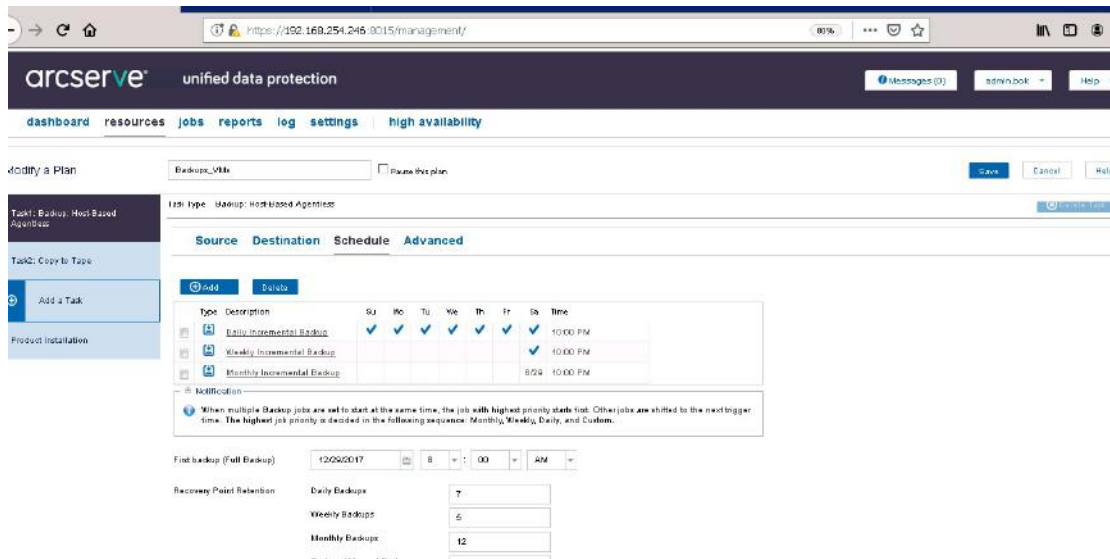 https://192.168.254.246:8015/management/
80%
arcserve® unified data protection
Messages (0)
admin.bok
Help
dashboard resources jobs reports log settings high availability
Modify a Plan
Backups_VMs
Pause this plan
Save
Cancel
Help
Task1: Backup: Host-Based Agentless
Task Type Backup: Host-Based Agentless
Delete Task
Source Destination Schedule Advanced
Task2: Copy to Tape
Add a Task
Product Installation
Add
Delete
Type Description Su Mo Tu We Th Fr Sa Time
Daily Incremental Backup 10:00 PM
Weekly Incremental Backup 10:00 PM
Monthly Incremental Backup 8/29 10:00 PM
Notification
When multiple Backup jobs are set to start at the same time, the job with highest priority starts first. Other jobs are shifted to the next trigger
time. The highest job priority is decided in the following sequence: Monthly, Weekly, Daily, and Custom.
First backup (Full Backup) 12/29/2017 8 : 00 AM
Recovery Point Retention Daily Backups 7
Weekly Backups 5
Monthly Backups 12